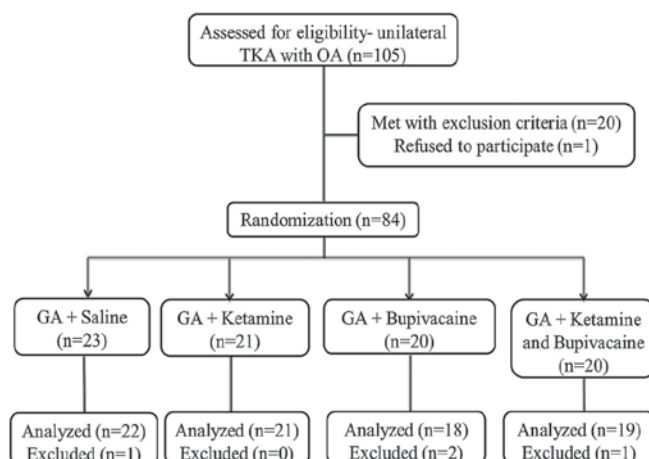 Assessed for eligibility- unilateral
TKA with OA (n=105)
Met with exclusion criteria (n=20)
Refused to participate (n=1)
Randomization (n=84)
GA + Saline
(n=23)
GA + Ketamine
(n=21)
GA + Bupivacaine
(n=20)
GA + Ketamine
and Bupivacaine
(n=20)
Analyzed (n=22)
Excluded (n=1)
Analyzed (n=21)
Excluded (n=0)
Analyzed (n=18)
Excluded (n=2)
Analyzed (n=19)
Excluded (n=1)